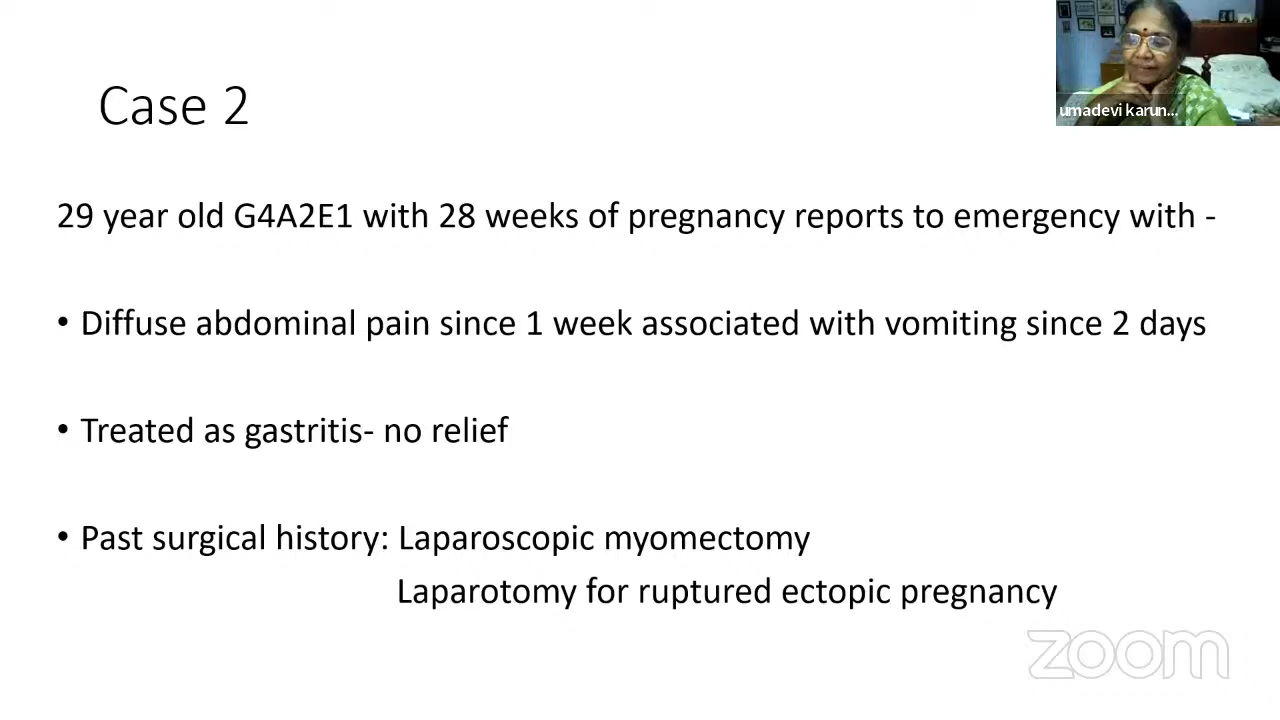 Case 2
umadevi karun...
29 year old G4A2E1 with 28 weeks of pregnancy reports to emergency with -
• Diffuse abdominal pain since 1 week associated with vomiting since 2 days
• Treated as gastritis- no relief
• Past surgical history: Laparoscopic myomectomy
Laparotomy for ruptured ectopic pregnancy
zoom